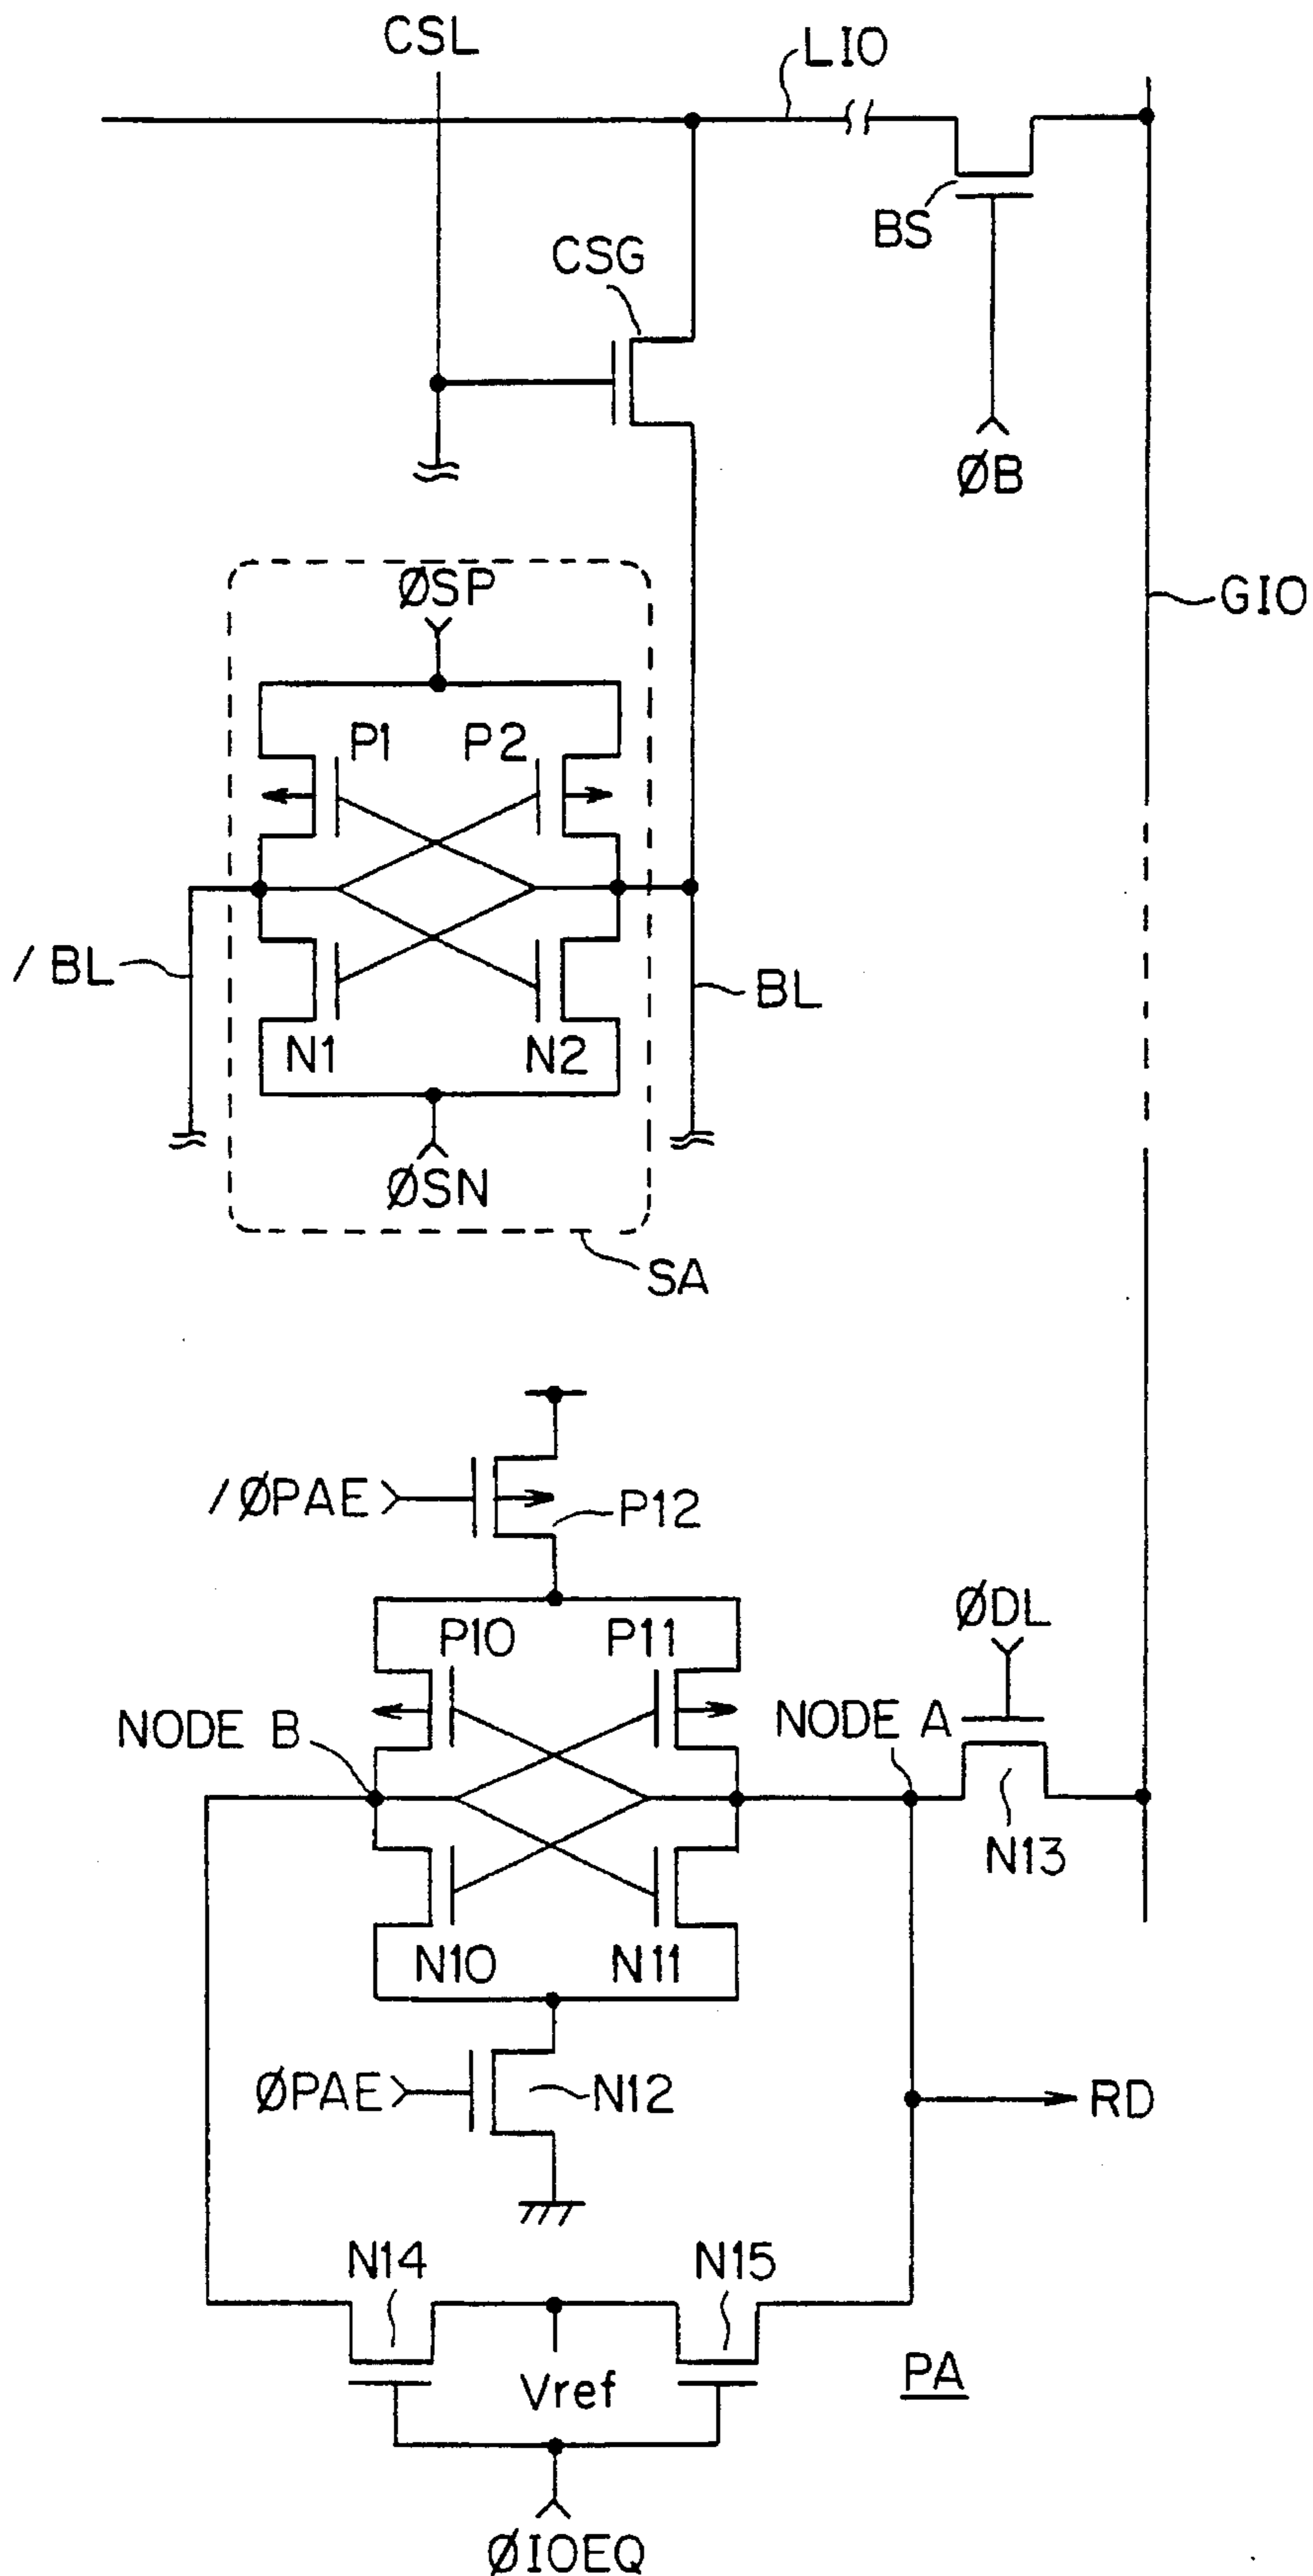 CSL
LIO
BS
CSG
ØB
ØSP
GIO
P1
P2
/BL
BL
N1
N2
ØSN
SA
/ØPAE
P12
ØDL
P10
P11
NODE B
NODE A
N13
N10
N11
ØPAE
N12
RD
N14
N15
Vref
PA
ØIOEQ